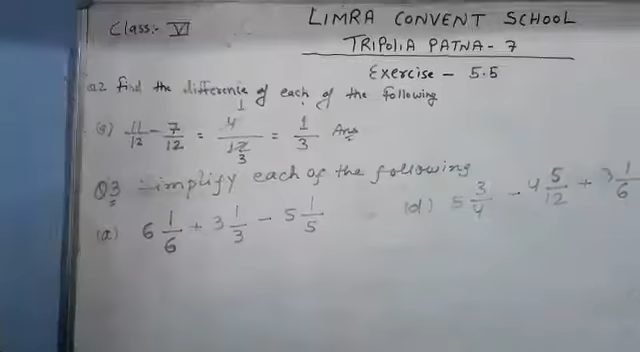 Class:- VI
LIMRA CONVENT SCHOOL
TRIPOlIA PATNA- 7
Exercise - 5.5
Q2 find the difference of each of the following
(a) 11/12 - 7/12 = 4/12 = 1/3 Ans
Q3 Simplify each of the following
(a) 6 1/6 + 3 1/3 - 5 1/5 (d) 5 3/4 - 4 5/12 + 3 1/6